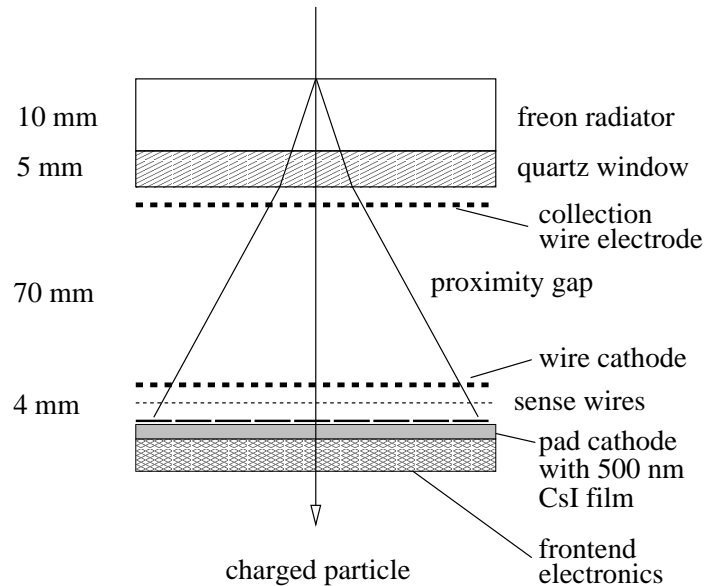 10 mm
freon radiator
5 mm
quartz window
collection
wire electrode
70 mm
proximity gap
wire cathode
4 mm
sense wires
pad cathode
with 500 nm
CsI film
frontend
electronics
charged particle